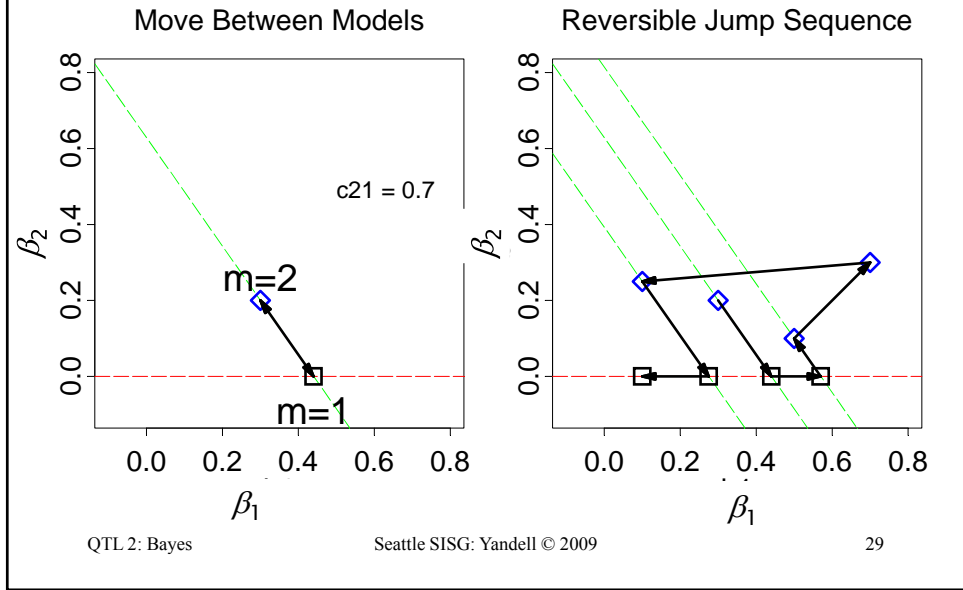 Move Between Models
0.8
0.6
0.4
0.2
0.0
β2
c21 = 0.7
m=2
m=1
0.0 0.2 0.4 0.6 0.8
β1
Reversible Jump Sequence
0.8
0.6
0.4
0.2
0.0
β2
0.0 0.2 0.4 0.6 0.8
β1
QTL 2: Bayes Seattle SISG: Yandell © 2009 29